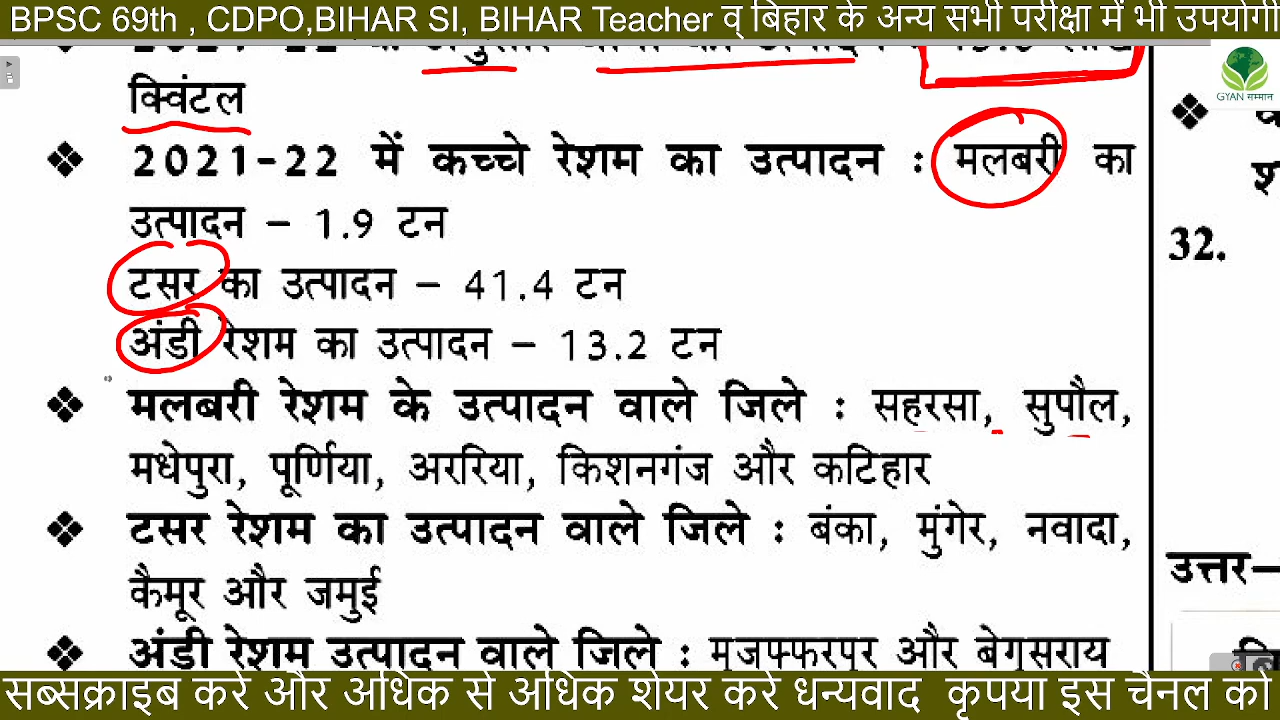 BPSC 69th , CDPO,BIHAR SI, BIHAR Teacher व् बिहार के अन्य सभी परीक्षा में भी उपयोगी
2021-22 के अनुसार
क्विंटल
❖ 2021-22 में कच्चे रेशम का उत्पादन : मलबरी का
उत्पादन – 1.9 टन
टसर का उत्पादन – 41.4 टन
अंडी रेशम का उत्पादन – 13.2 टन
❖ मलबरी रेशम के उत्पादन वाले जिले : सहरसा, सुपौल,
मधेपुरा, पूर्णिया, अररिया, किशनगंज और कटिहार
❖ टसर रेशम का उत्पादन वाले जिले : बंका, मुंगेर, नवादा,
कैमूर और जमुई
❖ अंडी रेशम उत्पादन वाले जिले : मुजफ्फरपुर और बेगूसराय
GYAN सम्मान
❖
32.
उत्तर–
सब्सक्राइब करें और अधिक से अधिक शेयर करें धन्यवाद कृपया इस चैनल को